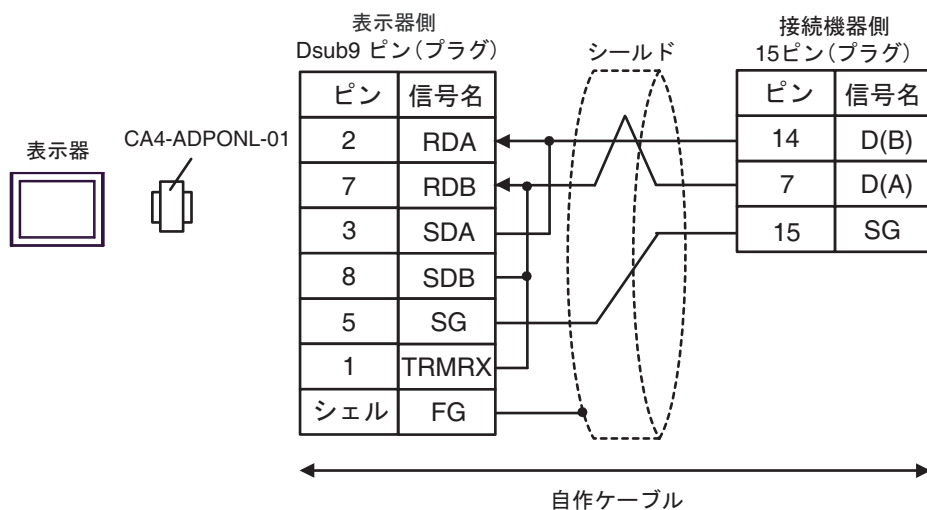 表示器側
Dsub9 ピン(プラグ)
シールド
接続機器側
15ピン(プラグ)
表示器
CA4-ADPONL-01
ピン 信号名
2 RDA
7 RDB
3 SDA
8 SDB
5 SG
1 TRMRX
シェル FG
ピン 信号名
14 D(B)
7 D(A)
15 SG
自作ケーブル